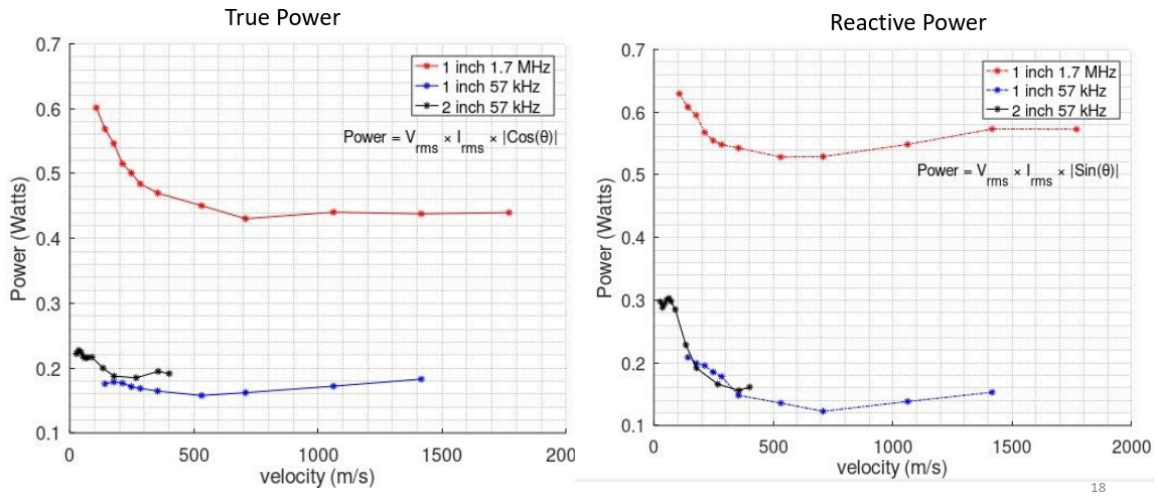 True Power
0.7
0.6
0.5
0.4
0.3
0.2
0.1
Power (Watts)
1 inch 1.7 MHz
1 inch 57 kHz
2 inch 57 kHz
Power = Vrms × Irms × |Cos(θ)|
0 500 1000 1500 200
velocity (m/s)
Reactive Power
0.7
0.6
0.5
0.4
0.3
0.2
0.1
Power (Watts)
1 inch 1.7 MHz
1 inch 57 kHz
2 inch 57 kHz
Power = Vrms × Irms × |Sin(θ)|
0 500 1000 1500 2000
velocity (m/s)
18